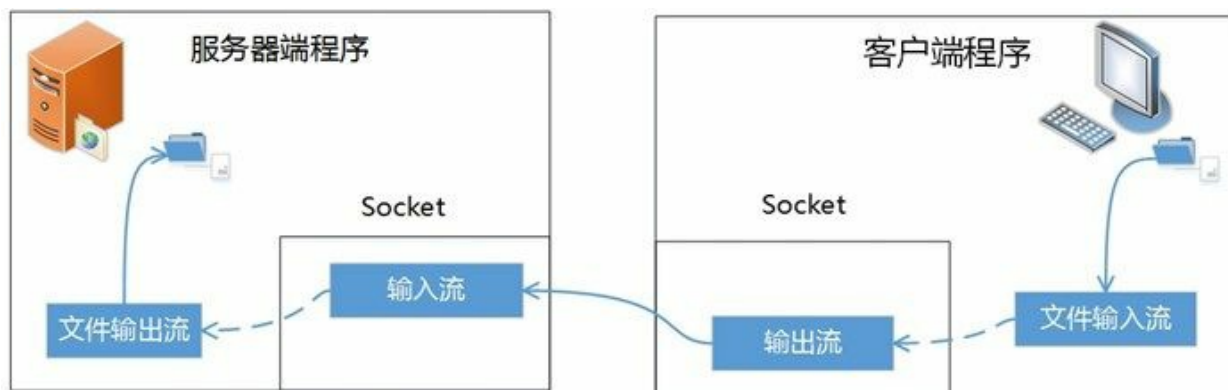 服务器端程序
客户端程序
Socket
Socket
输入流
文件输出流
输出流
文件输入流